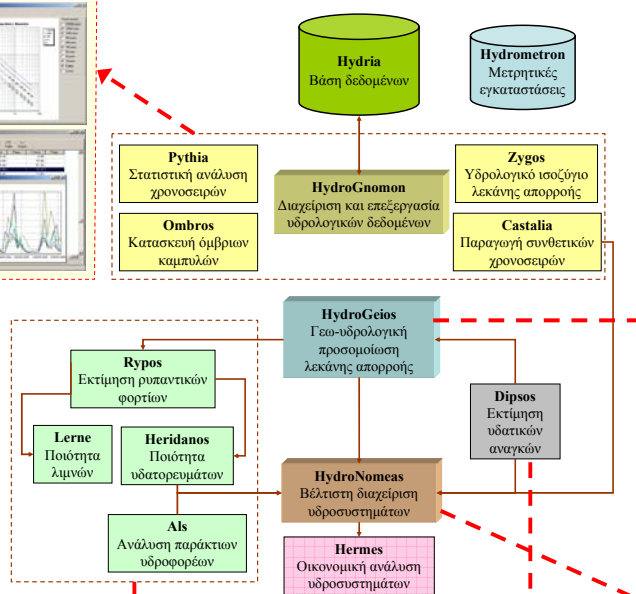 Hydria
Βάση δεδομένων
Hydrometron
Μετρητικές
εγκαταστάσεις
Pythia
Στατιστική ανάλυση
χρονοσειρών
HydroGnomon
Διαχείριση και επεξεργασία
υδρολογικών δεδομένων
Zygos
Υδρολογικό ισοζύγιο
λεκάνης απορροής
Ombros
Κατασκευή όμβριων
καμπυλών
Castalia
Παραγωγή συνθετικών
χρονοσειρών
HydroGeios
Γεω-υδρολογική
προσομοίωση
λεκάνης απορροής
Rypos
Εκτίμηση ρυπαντικών
φορτίων
Dipsos
Εκτίμηση
υδατικών
αναγκών
Lerne
Ποιότητα
λιμνών
Heridanos
Ποιότητα
υδατορευμάτων
HydroNomeas
Βέλτιστη διαχείριση
υδροσυστημάτων
Als
Ανάλυση παράκτιων
υδροφορέων
Hermes
Οικονομική ανάλυση
υδροσυστημάτων